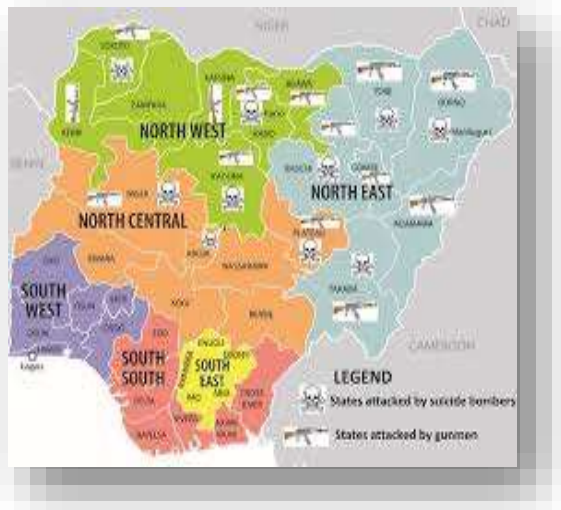 NIGER
CHAD
SOKOTO
KATSINA
JIGAWA
YOBE
BORNO
ZAMFARA
Kano
KANO
Maiduguri
KEBBI
NORTH WEST
BENIN
KADUNA
BAUCHI
GOMBE
NORTH EAST
NIGER
NORTH CENTRAL
ADAMAWA
PLATEAU
ABUJA
KWARA
NASSARAWA
OYO
TARABA
SOUTH
WEST
OSUN
EKITI
KOGI
BENUE
OGUN
ONDO
LAGOS
Lagos
EDO
CAMEROON
ENUGU
EBONYI
ANAMBRA
SOUTH
SOUTH
SOUTH
EAST
IMO
ABIA
CROSS
RIVER
DELTA
RIVERS
AKWA
IBOM
BAYELSA
LEGEND
States attacked by suicide bombers
States attacked by gunmen